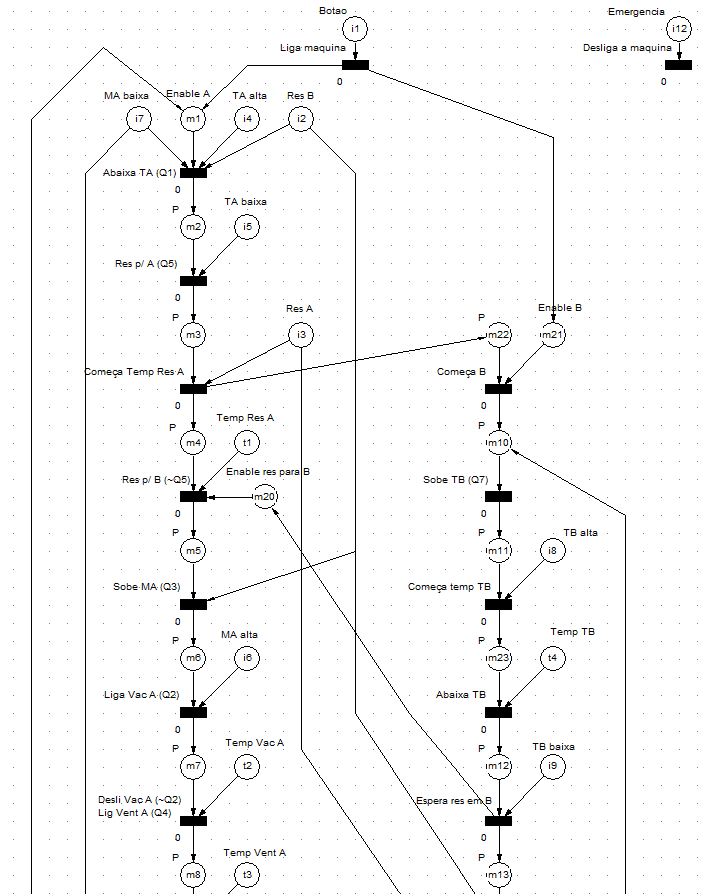 Botao
i1
Liga maquina
0
Emergencia
i12
Desliga a maquina
0
MA baixa
i7
Enable A
m1
TA alta
i4
Res B
i2
Abaixa TA (Q1)
0
P
m2
TA baixa
i5
Res p/ A (Q5)
0
P
m3
Res A
i3
P
m22
Enable B
m21
Começa Temp Res A
0
Começa B
0
P
m4
Temp Res A
t1
P
m10
Res p/ B (~Q5)
0
Enable res para B
m20
Sobe TB (Q7)
0
P
m5
P
m11
TB alta
i8
Sobe MA (Q3)
0
Começa temp TB
0
P
m6
MA alta
i6
P
m23
Temp TB
t4
Liga Vac A (Q2)
0
Abaixa TB
0
P
m7
Temp Vac A
t2
P
m12
TB baixa
i9
Desli Vac A (~Q2)
Lig Vent A (Q4)
0
Espera res em B
0
P
m8
Temp Vent A
t3
P
m13